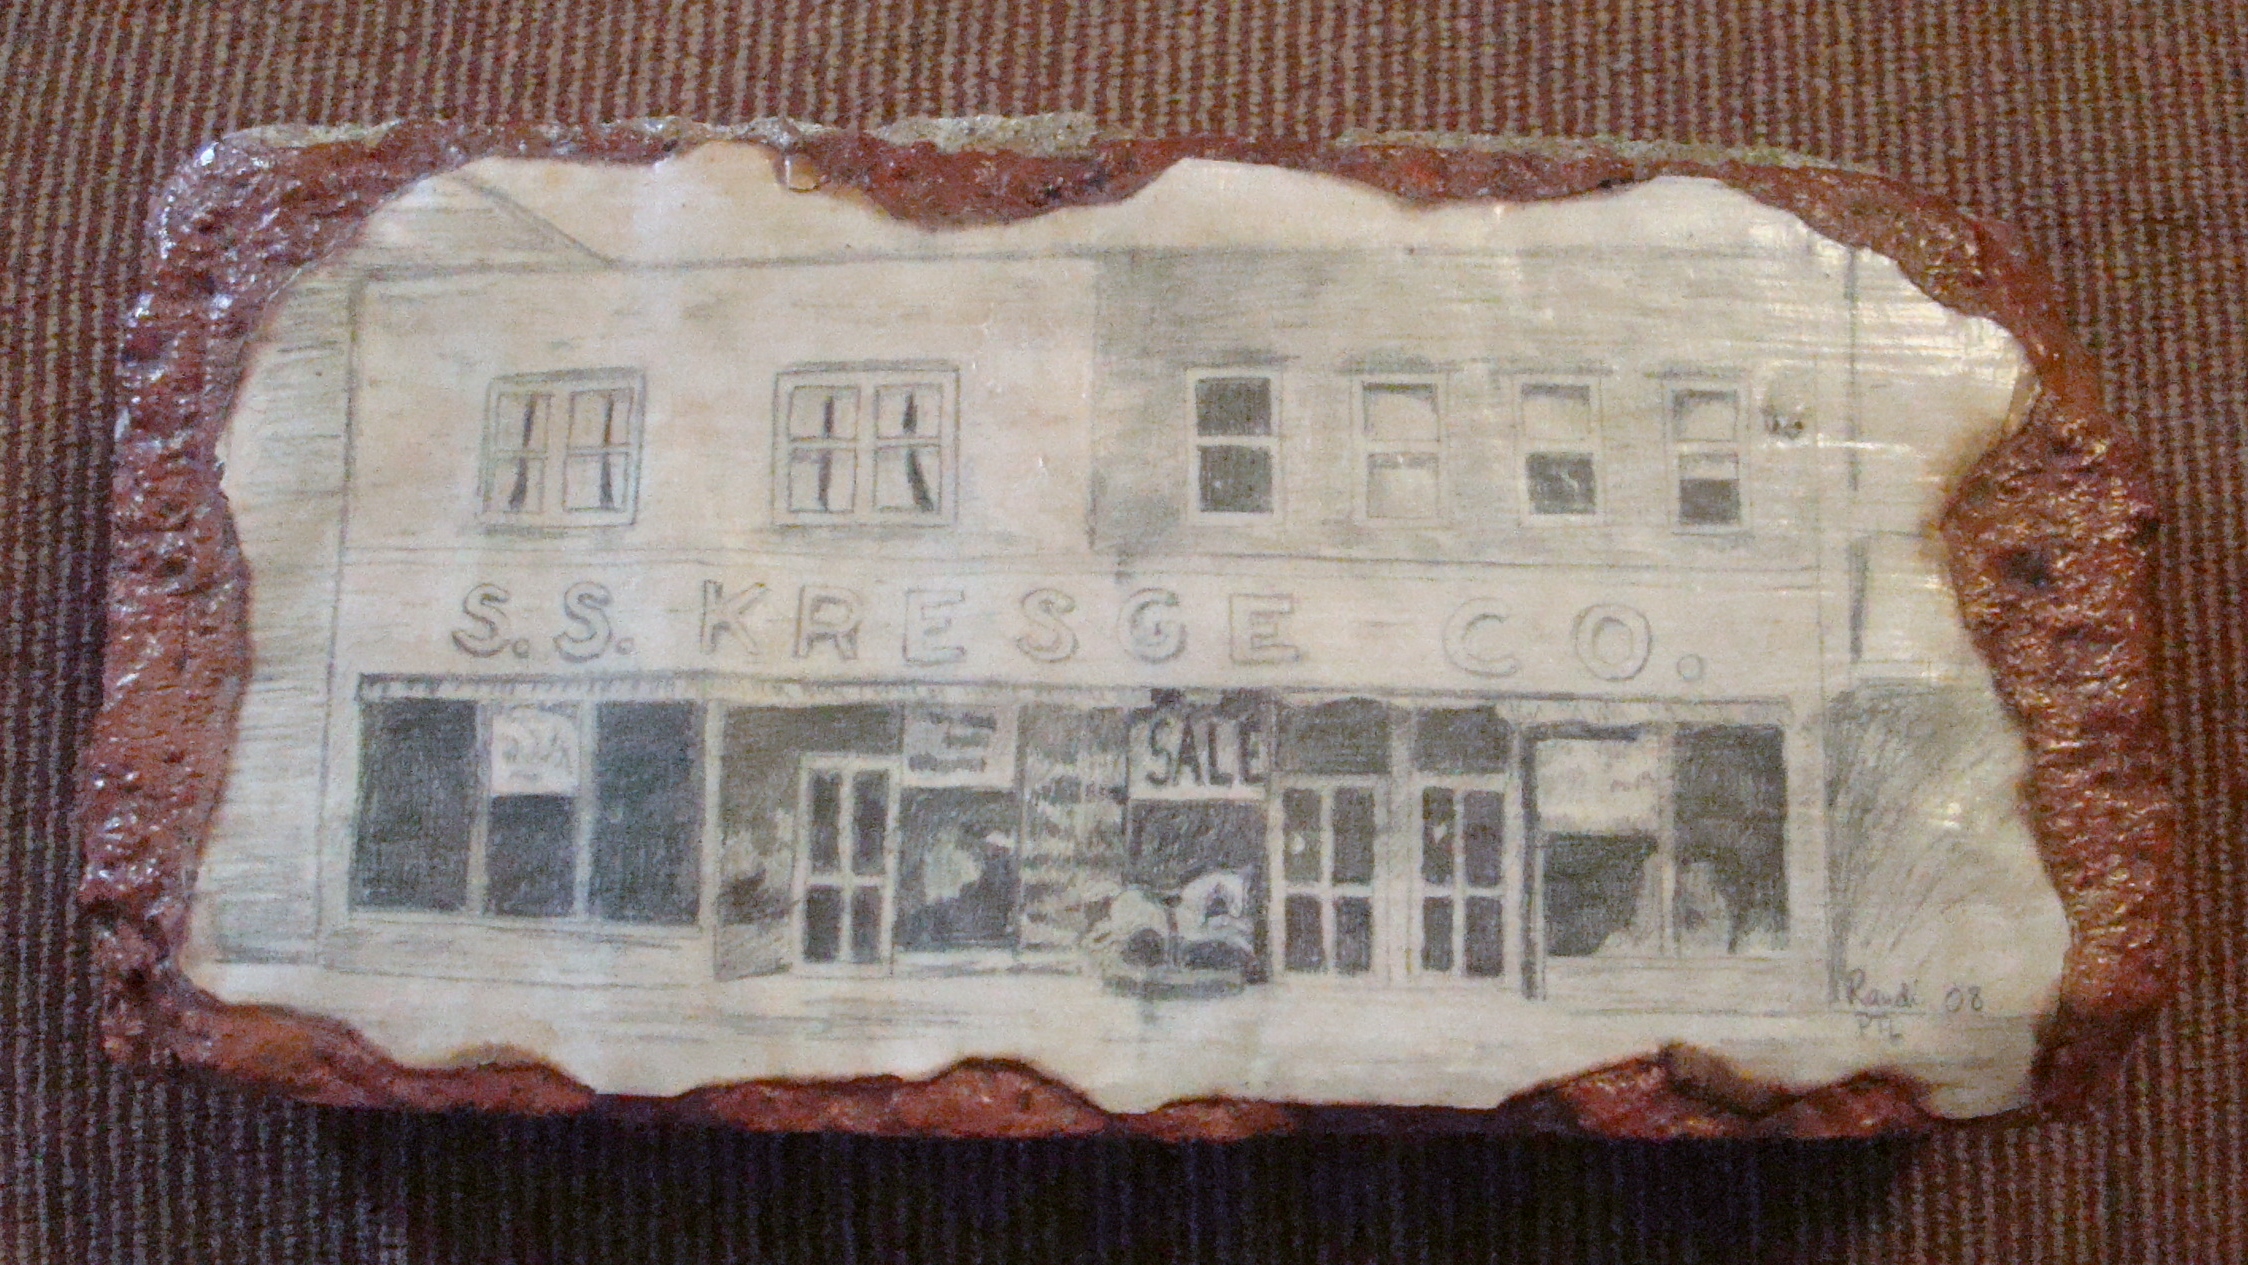 S.S. KRESGE CO.
SALE
Randi 08
PTL